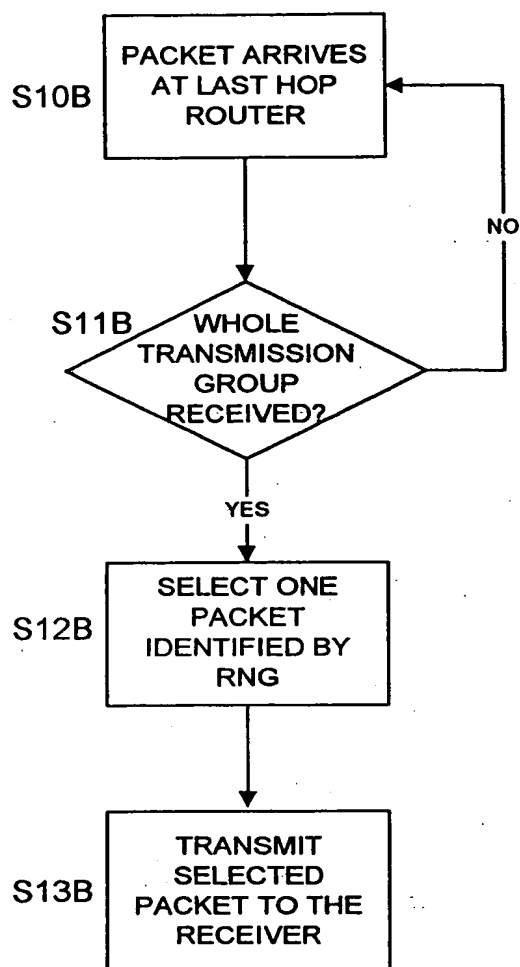 S10B
PACKET ARRIVES
AT LAST HOP
ROUTER
NO
S11B
WHOLE
TRANSMISSION
GROUP
RECEIVED?
YES
S12B
SELECT ONE
PACKET
IDENTIFIED BY
RNG
S13B
TRANSMIT
SELECTED
PACKET TO THE
RECEIVER